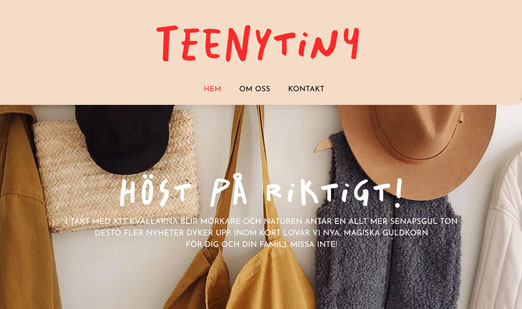 TEENYTiNY
HEM OM OSS KONTAKT
HÖST PÅ RiKTiGT!
I TAKT MED ATT KVÄLLARNA BLIR MÖRKARE OCH NATUREN ANTAR EN ALLT MER SENAPSGUL TON
DESTO FLER NYHETER DYKER UPP. INOM KORT LOVAR VI NYA, MAGISKA GULDKORN
FÖR DIG OCH DIN FAMILJ. MISSA INTE!